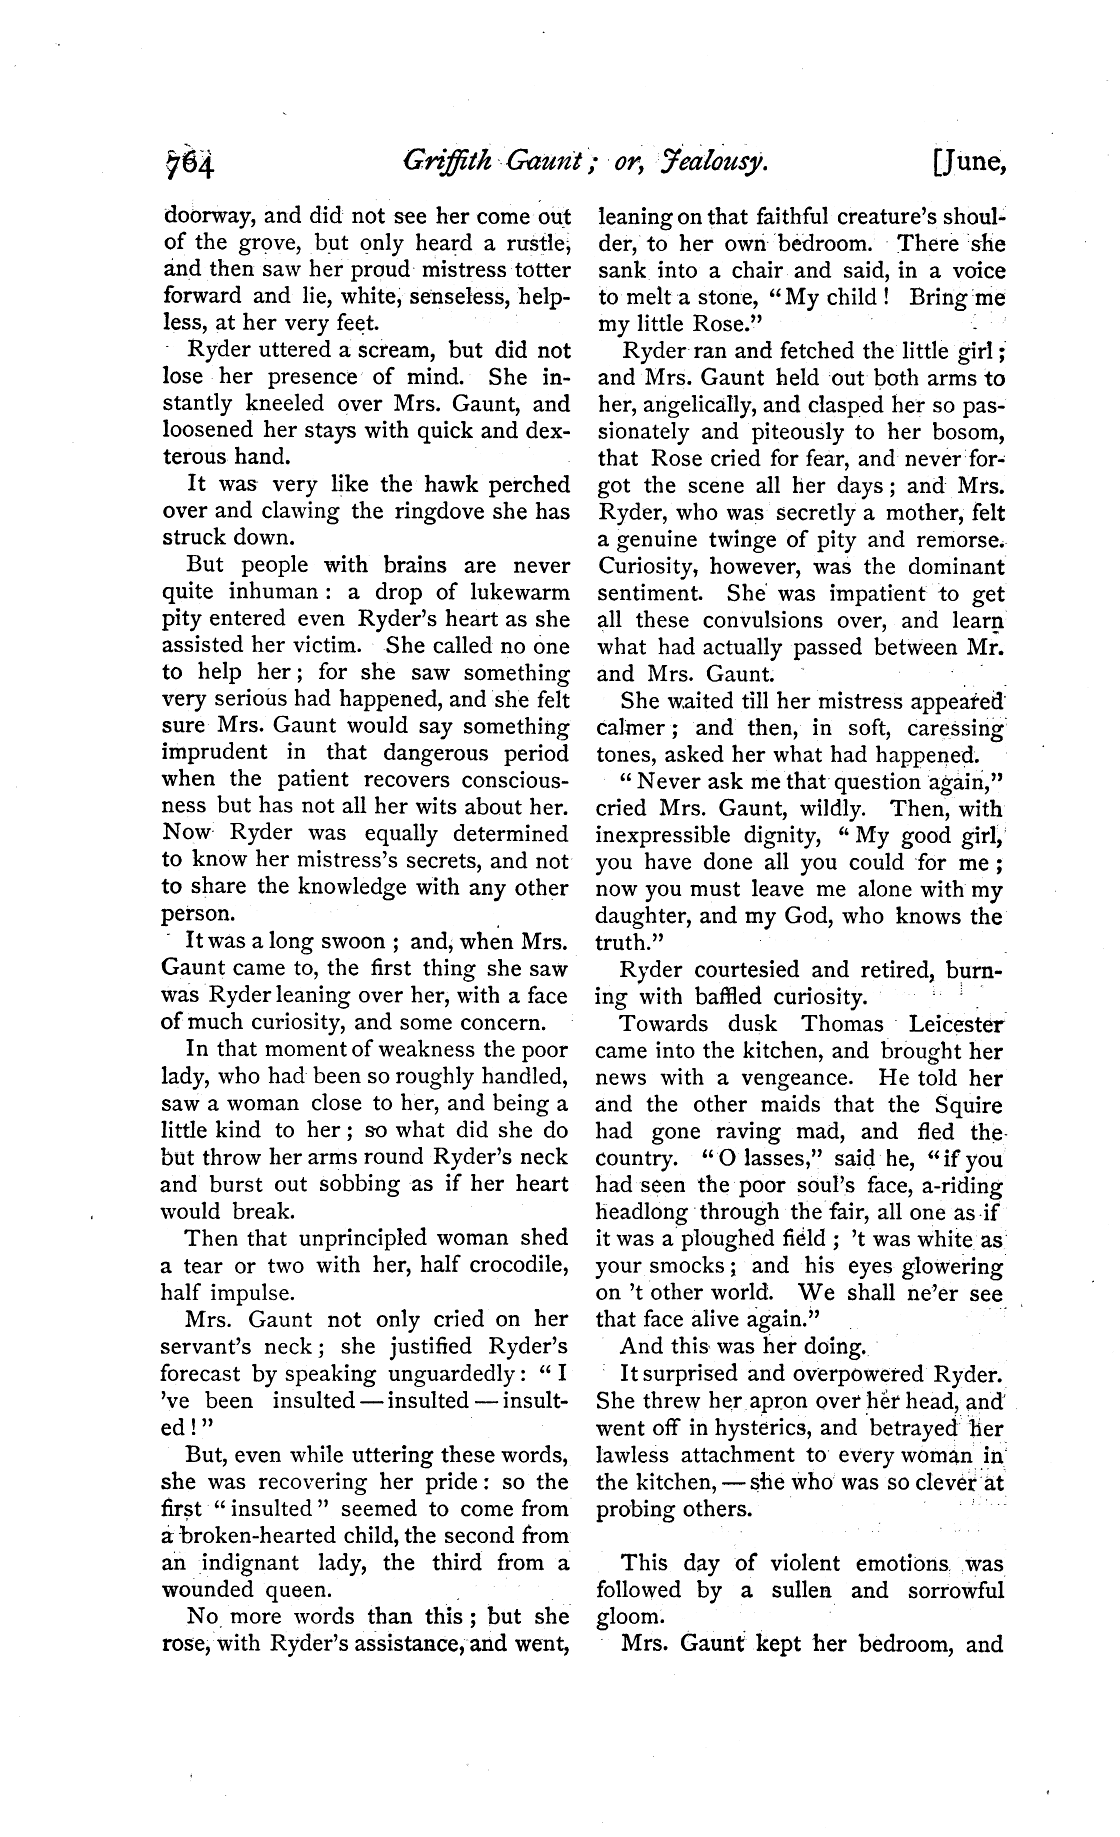 764 Griffith Gaunt; or, Jealousy. [June,
doorway, and did not see her come out
of the grove, but only heard a rustle,
and then saw her proud mistress totter
forward and lie, white, senseless, help-
less, at her very feet.
Ryder uttered a scream, but did not
lose her presence of mind. She in-
stantly kneeled over Mrs. Gaunt, and
loosened her stays with quick and dex-
terous hand.
It was very like the hawk perched
over and clawing the ringdove she has
struck down.
But people with brains are never
quite inhuman: a drop of lukewarm
pity entered even Ryder's heart as she
assisted her victim. She called no one
to help her; for she saw something
very serious had happened, and she felt
sure Mrs. Gaunt would say something
imprudent in that dangerous period
when the patient recovers conscious-
ness but has not all her wits about her.
Now Ryder was equally determined
to know her mistress's secrets, and not
to share the knowledge with any other
person.
It was a long swoon; and, when Mrs.
Gaunt came to, the first thing she saw
was Ryder leaning over her, with a face
of much curiosity, and some concern.
In that moment of weakness the poor
lady, who had been so roughly handled,
saw a woman close to her, and being a
little kind to her; so what did she do
but throw her arms round Ryder's neck
and burst out sobbing as if her heart
would break.
Then that unprincipled woman shed
a tear or two with her, half crocodile,
half impulse.
Mrs. Gaunt not only cried on her
servant's neck; she justified Ryder's
forecast by speaking unguardedly: "I
've been insulted — insulted — insult-
ed!"
But, even while uttering these words,
she was recovering her pride: so the
first "insulted" seemed to come from
a broken-hearted child, the second from
an indignant lady, the third from a
wounded queen.
No more words than this; but she
rose, with Ryder's assistance, and went,
leaning on that faithful creature's shoul-
der, to her own bedroom. There she
sank into a chair and said, in a voice
to melt a stone, "My child! Bring me
my little Rose."
Ryder ran and fetched the little girl;
and Mrs. Gaunt held out both arms to
her, angelically, and clasped her so pas-
sionately and piteously to her bosom,
that Rose cried for fear, and never for-
got the scene all her days; and Mrs.
Ryder, who was secretly a mother, felt
a genuine twinge of pity and remorse.
Curiosity, however, was the dominant
sentiment. She was impatient to get
all these convulsions over, and learn
what had actually passed between Mr.
and Mrs. Gaunt.
She waited till her mistress appeared
calmer; and then, in soft, caressing
tones, asked her what had happened.
"Never ask me that question again,"
cried Mrs. Gaunt, wildly. Then, with
inexpressible dignity, "My good girl,
you have done all you could for me;
now you must leave me alone with my
daughter, and my God, who knows the
truth."
Ryder courtesied and retired, burn-
ing with baffled curiosity.
Towards dusk Thomas Leicester
came into the kitchen, and brought her
news with a vengeance. He told her
and the other maids that the Squire
had gone raving mad, and fled the
country. "O lasses," said he, "if you
had seen the poor soul's face, a-riding
headlong through the fair, all one as if
it was a ploughed field; 't was white as
your smocks; and his eyes glowering
on 't other world. We shall ne'er see
that face alive again."
And this was her doing.
It surprised and overpowered Ryder.
She threw her apron over her head, and
went off in hysterics, and betrayed her
lawless attachment to every woman in
the kitchen, — she who was so clever at
probing others.
This day of violent emotions was
followed by a sullen and sorrowful
gloom.
Mrs. Gaunt kept her bedroom, and